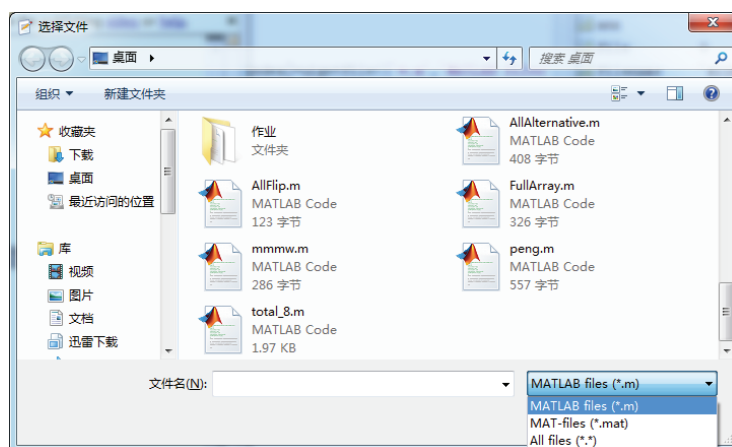 选择文件
桌面
搜索 桌面
组织
新建文件夹
收藏夹
下载
桌面
最近访问的位置
库
视频
图片
文档
迅雷下载
作业
文件夹
AllAlternative.m
MATLAB Code
408 字节
AllFlip.m
MATLAB Code
123 字节
FullArray.m
MATLAB Code
326 字节
mmmw.m
MATLAB Code
286 字节
peng.m
MATLAB Code
557 字节
total_8.m
MATLAB Code
1.97 KB
文件名(N):
MATLAB files (*.m)
MATLAB files (*.m)
MAT-files (*.mat)
All files (*.*)